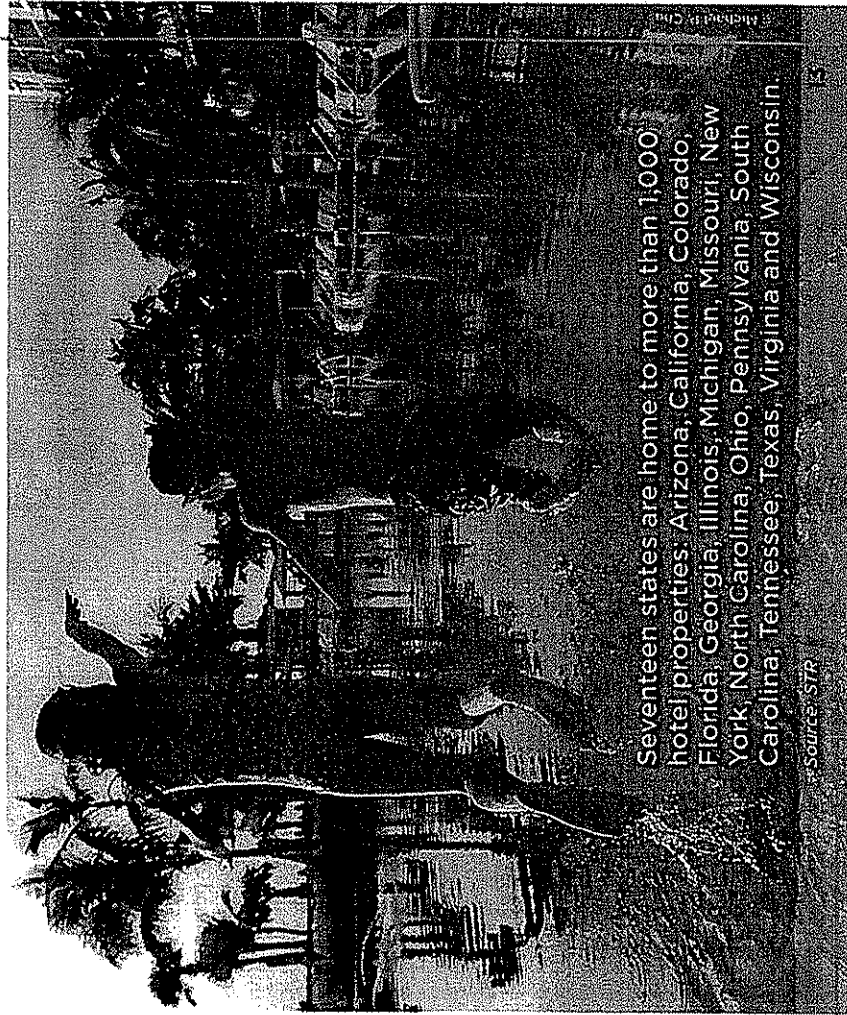 Seventeen states are home to more than 1,000
hotel properties: Arizona, California, Colorado,
Florida, Georgia, Illinois, Michigan, Missouri, New
York, North Carolina, Ohio, Pennsylvania, South
Carolina, Tennessee, Texas, Virginia and Wisconsin.
Source: STR